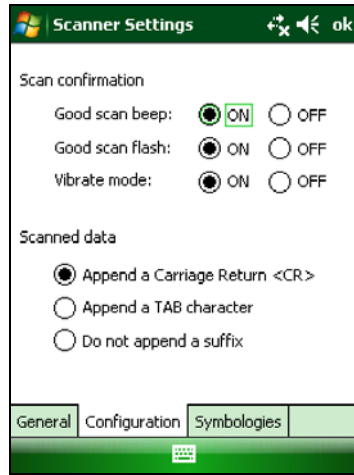 Scanner Settings ok
Scan confirmation
Good scan beep: ON OFF
Good scan flash: ON OFF
Vibrate mode: ON OFF
Scanned data
Append a Carriage Return <CR>
Append a TAB character
Do not append a suffix
General Configuration Symbologies